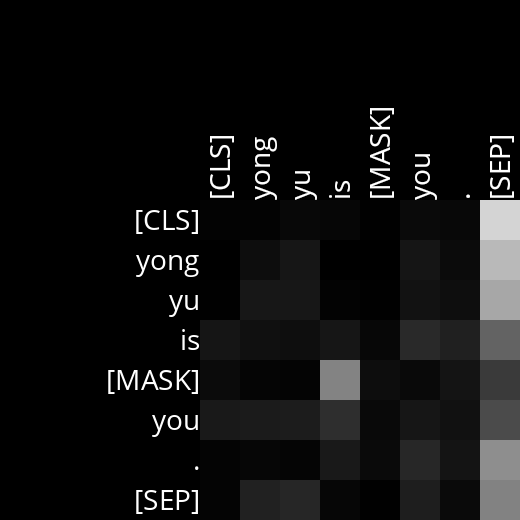 [CLS] yong yu is [MASK] you . [SEP]
[CLS]
yong
yu
is
[MASK]
you
.
[SEP]